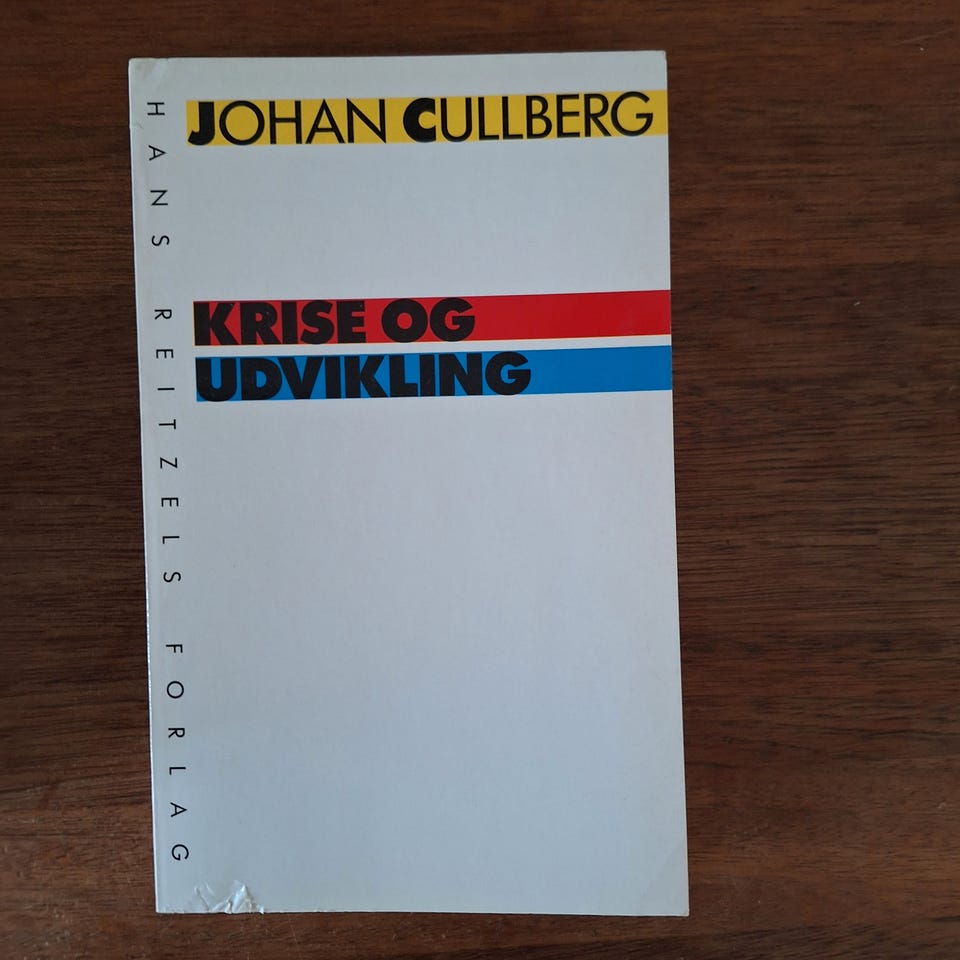 JOHAN CULLBERG
KRISE OG
UDVIKLING
HANS REITZELS FORLAG